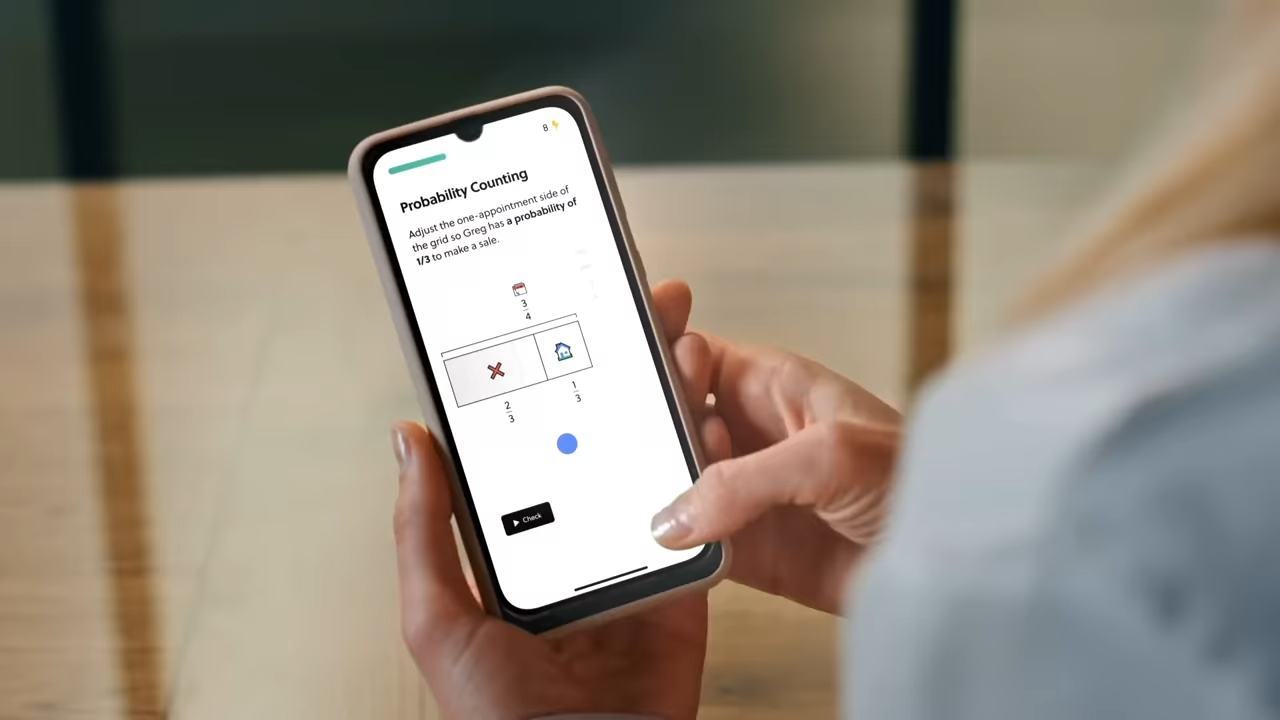 8
Probability Counting
Adjust the one-appointment side of
the grid so Greg has a probability of
1/3 to make a sale.
3
4
2
3
1
3
Check